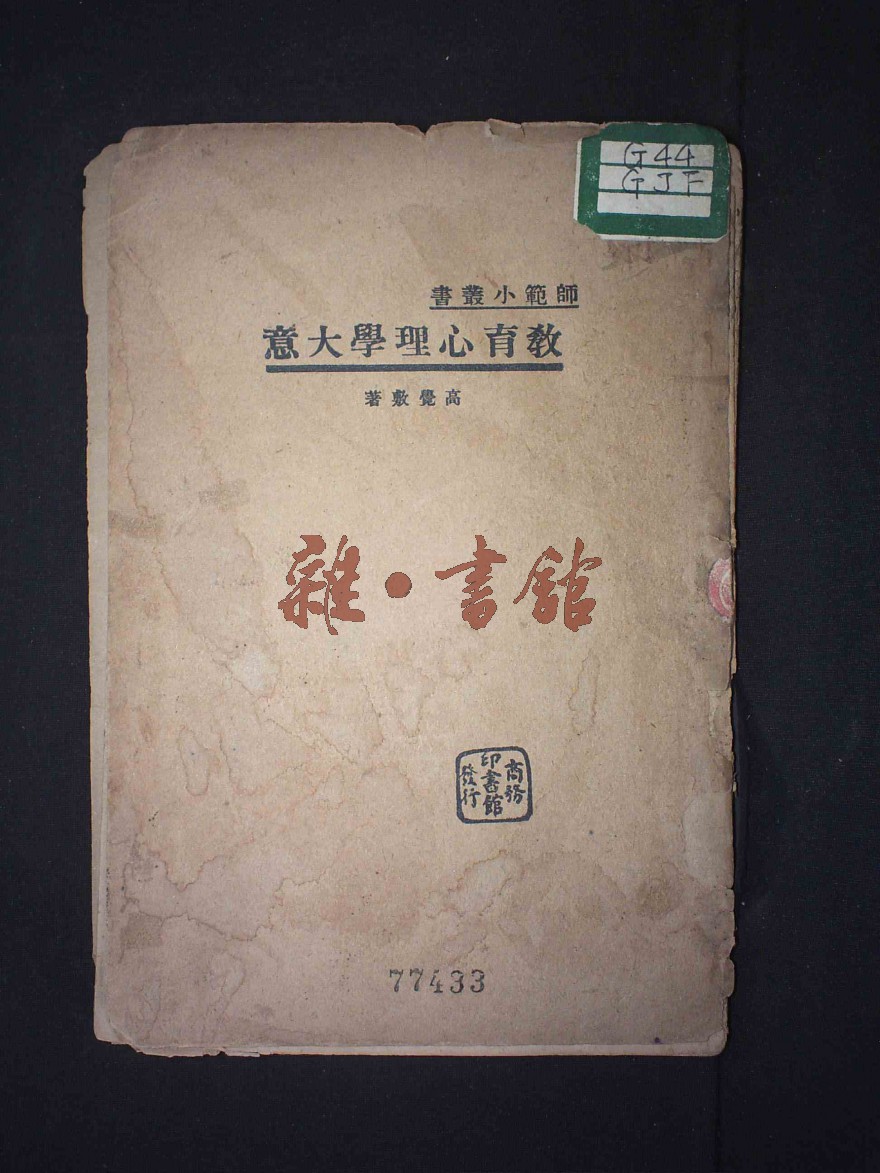 G44
GJF
師範小叢書
教育心理學大意
高覺敷著
雜·書館
商務
印書館
發行
77433